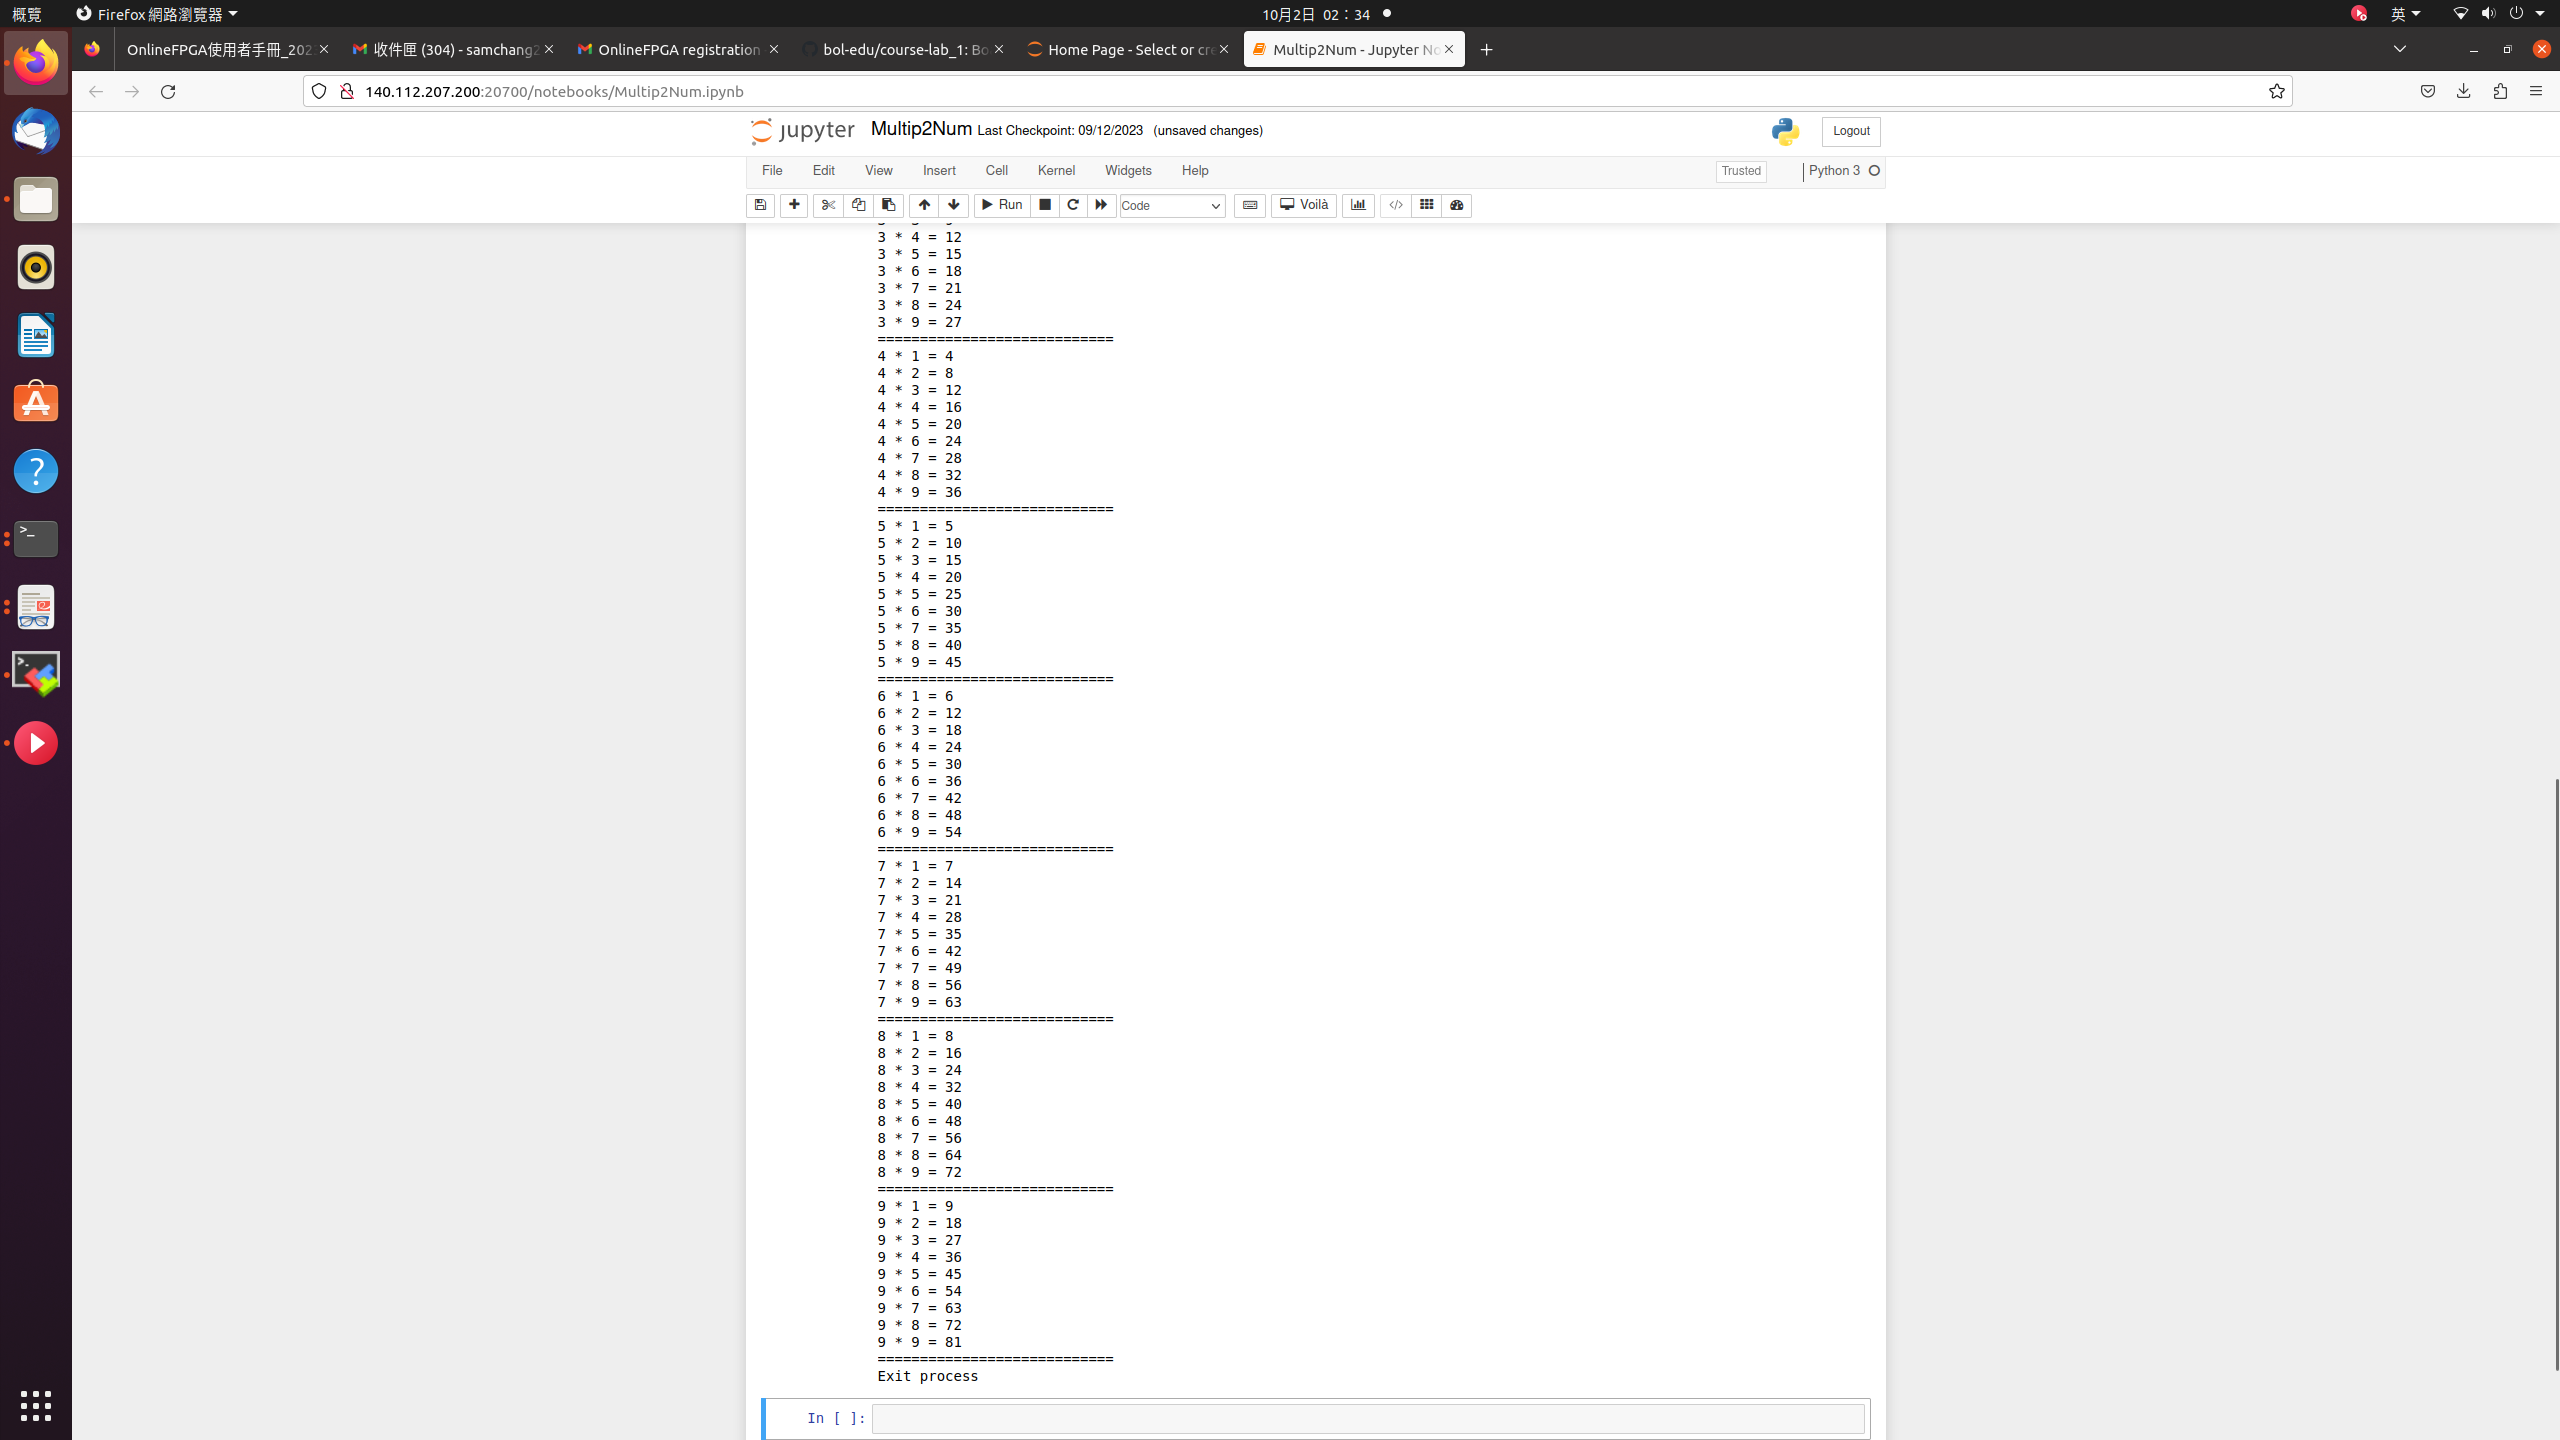 概覽
Firefox 網路瀏覽器
10月2日 02：34
英
OnlineFPGA使用者手冊_202
收件匣 (304) - samchang2
OnlineFPGA registration
bol-edu/course-lab_1: Bo
Home Page - Select or cre
Multip2Num - Jupyter No
140.112.207.200:20700/notebooks/Multip2Num.ipynb
jupyter Multip2Num Last Checkpoint: 09/12/2023 (unsaved changes)
Logout
File Edit View Insert Cell Kernel Widgets Help
Trusted
Python 3
Run
Code
Voilà
3 * 4 = 12
3 * 5 = 15
3 * 6 = 18
3 * 7 = 21
3 * 8 = 24
3 * 9 = 27
============================
4 * 1 = 4
4 * 2 = 8
4 * 3 = 12
4 * 4 = 16
4 * 5 = 20
4 * 6 = 24
4 * 7 = 28
4 * 8 = 32
4 * 9 = 36
============================
5 * 1 = 5
5 * 2 = 10
5 * 3 = 15
5 * 4 = 20
5 * 5 = 25
5 * 6 = 30
5 * 7 = 35
5 * 8 = 40
5 * 9 = 45
============================
6 * 1 = 6
6 * 2 = 12
6 * 3 = 18
6 * 4 = 24
6 * 5 = 30
6 * 6 = 36
6 * 7 = 42
6 * 8 = 48
6 * 9 = 54
============================
7 * 1 = 7
7 * 2 = 14
7 * 3 = 21
7 * 4 = 28
7 * 5 = 35
7 * 6 = 42
7 * 7 = 49
7 * 8 = 56
7 * 9 = 63
============================
8 * 1 = 8
8 * 2 = 16
8 * 3 = 24
8 * 4 = 32
8 * 5 = 40
8 * 6 = 48
8 * 7 = 56
8 * 8 = 64
8 * 9 = 72
============================
9 * 1 = 9
9 * 2 = 18
9 * 3 = 27
9 * 4 = 36
9 * 5 = 45
9 * 6 = 54
9 * 7 = 63
9 * 8 = 72
9 * 9 = 81
============================
Exit process
In [ ]: